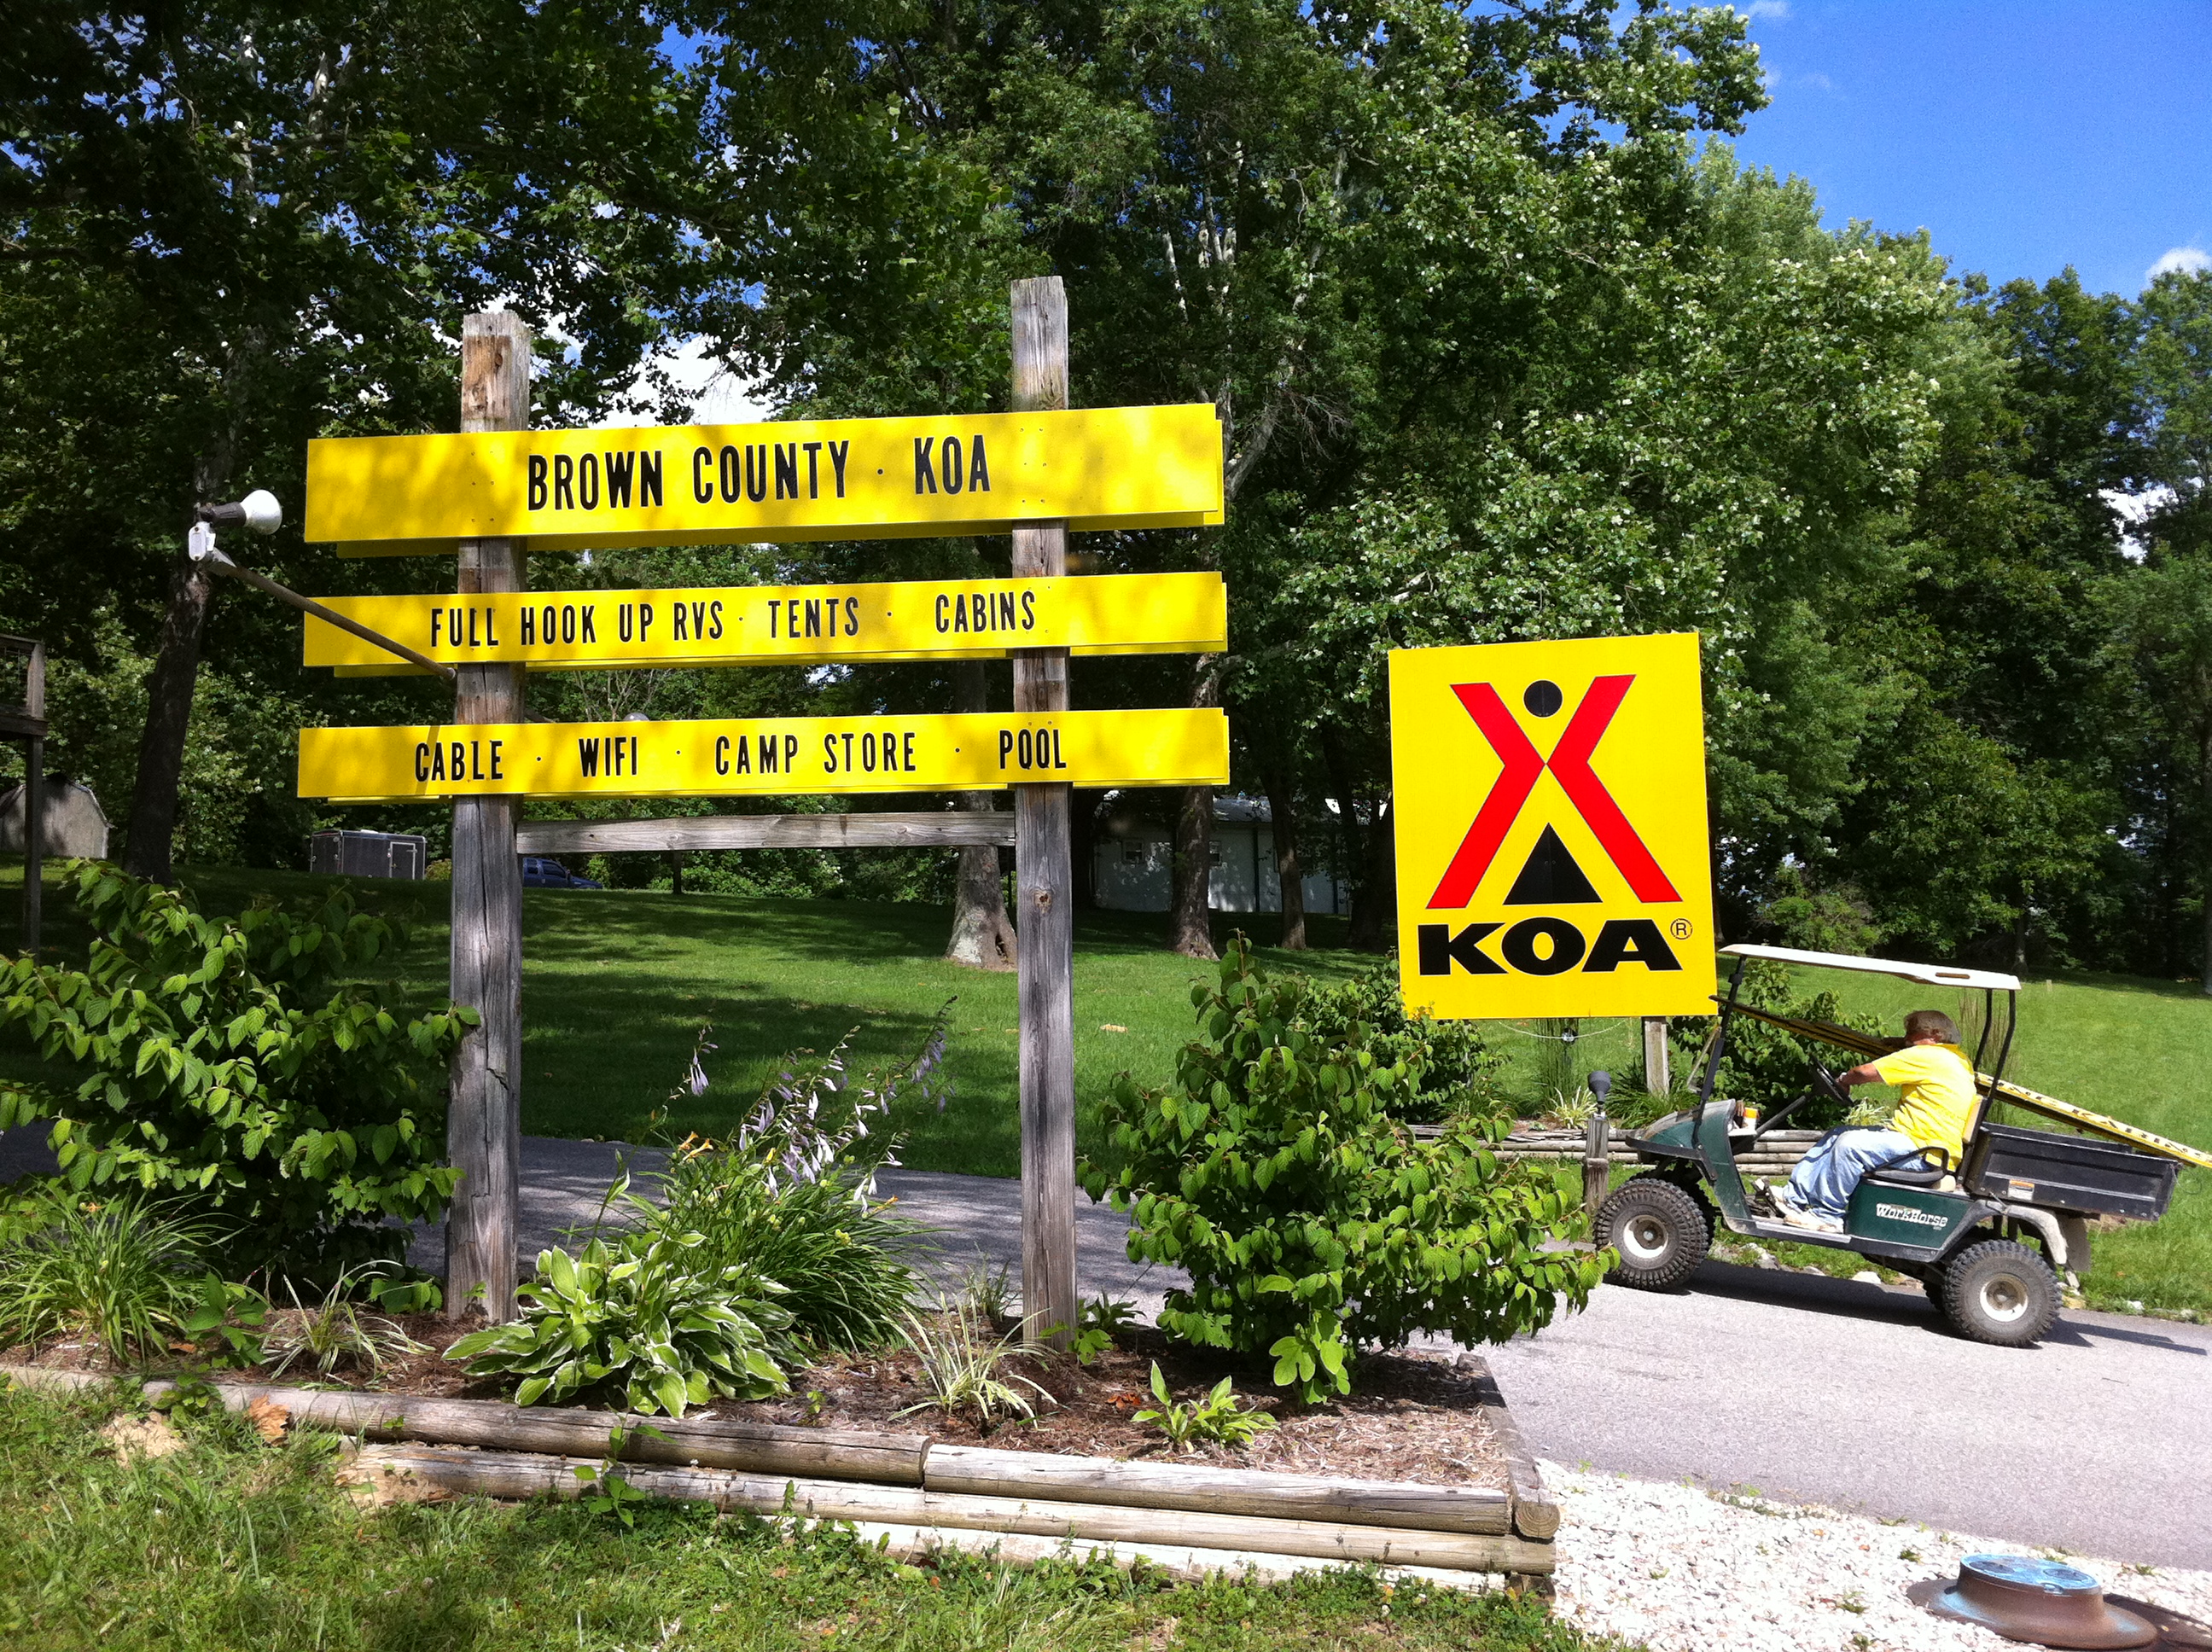 BROWN COUNTY · KOA
FULL HOOK UP RVS · TENTS · CABINS
CABLE · WIFI · CAMP STORE · POOL
KOA®
WORKHORSE